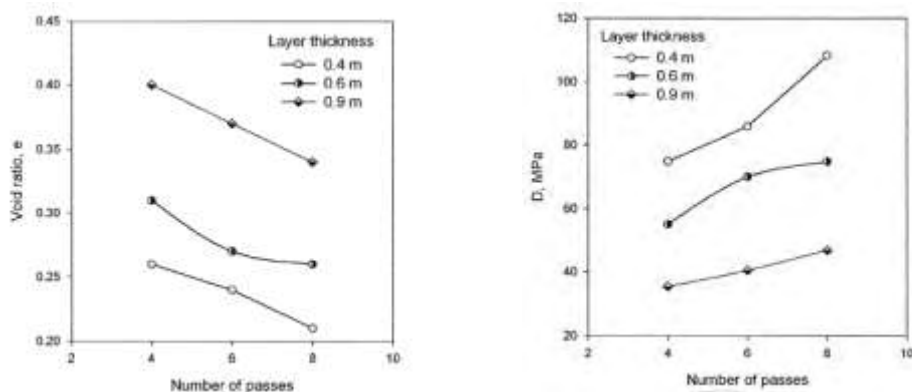 0.45
0.40
0.35
0.30
0.25
0.20
Void ratio, e
Layer thickness
0.4 m
0.6 m
0.9 m
2
4
6
8
10
Number of passes
120
100
80
60
40
20
D, MPa
Layer thickness
0.4 m
0.6 m
0.9 m
2
4
6
8
10
Number of passes